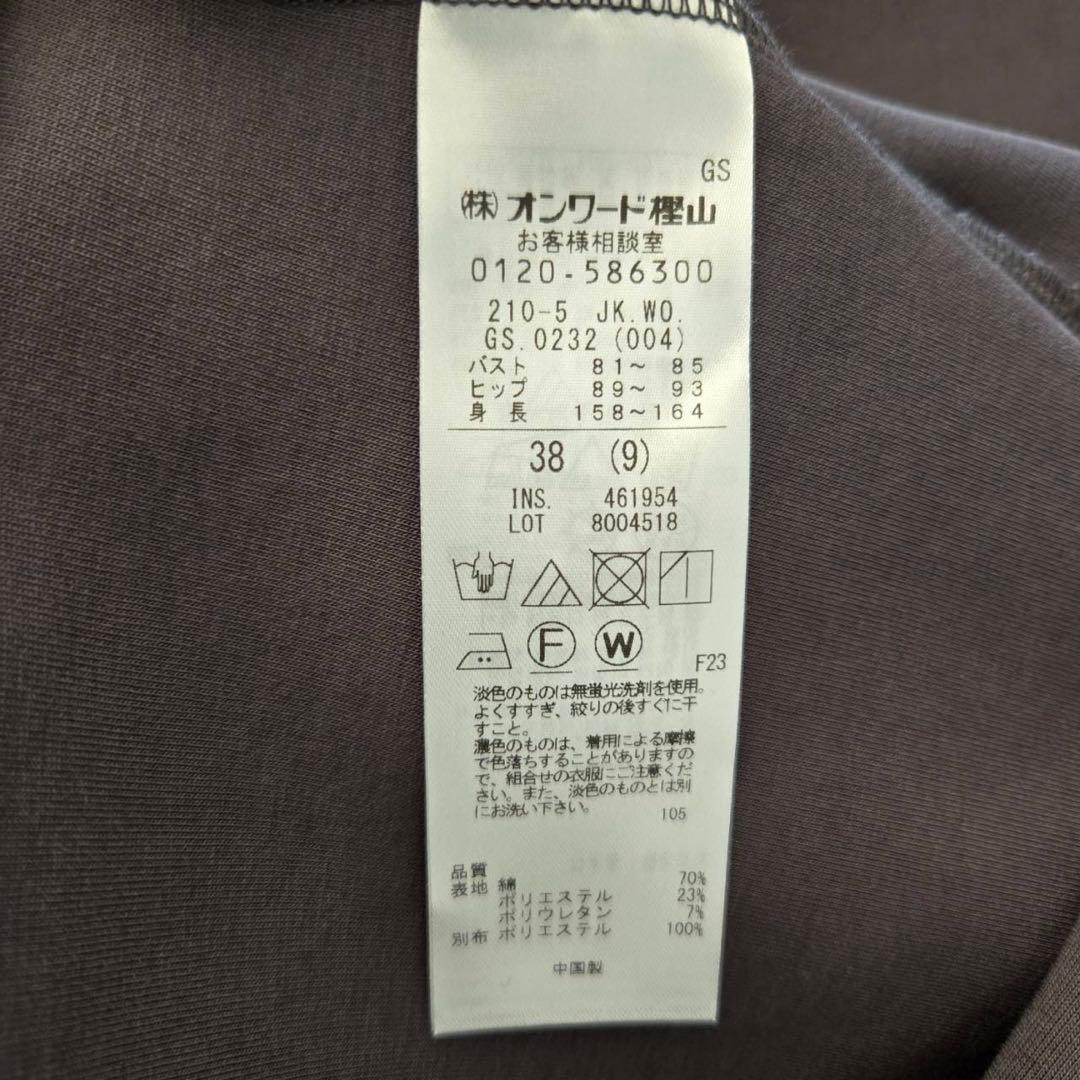 GS
㈱オンワード樫山
お客様相談室
0120-586300
210-5 JK.WO.
GS.0232 (004)
バスト 81～ 85
ヒップ 89～ 93
身 長 158～164
38 (9)
INS. 461954
LOT 8004518
F W F23
淡色のものは無蛍光洗剤を使用。
よくすすぎ、絞りの後すぐに干
すこと。
濃色のものは、着用による摩擦
で色落ちすることがありますの
で、組合せの衣服にご注意くだ
さい。また、淡色のものとは別
にお洗い下さい。
105
品質
表地 綿 70%
ポリエステル 23%
ポリウレタン 7%
別布 ポリエステル 100%
中国製